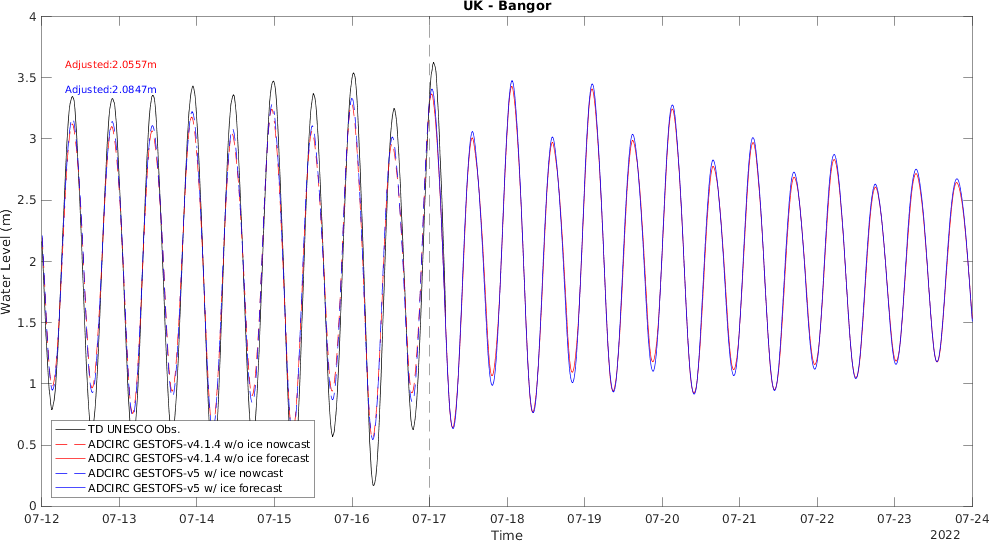 UK - Bangor
4
3.5
3
2.5
2
1.5
1
0.5
0
Water Level (m)
Adjusted:2.0557m
Adjusted:2.0847m
TD UNESCO Obs.
ADCIRC GESTOFS-v4.1.4 w/o ice nowcast
ADCIRC GESTOFS-v4.1.4 w/o ice forecast
ADCIRC GESTOFS-v5 w/ ice nowcast
ADCIRC GESTOFS-v5 w/ ice forecast
07-12 07-13 07-14 07-15 07-16 07-17 07-18 07-19 07-20 07-21 07-22 07-23 07-24
Time
2022